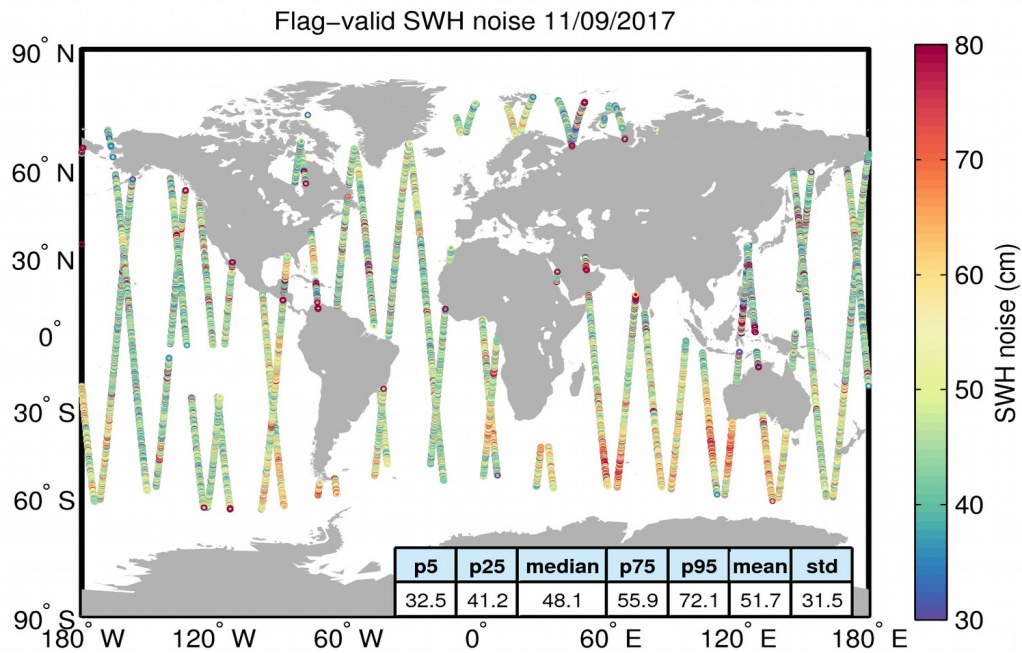 Flag−valid SWH noise 11/09/2017
90° N
60° N
30° N
0°
30° S
60° S
90° S
180° W
120° W
60° W
0°
60° E
120° E
180° E
p5 p25 median p75 p95 mean std
32.5 41.2 48.1 55.9 72.1 51.7 31.5
80
70
60
50
40
30
SWH noise (cm)